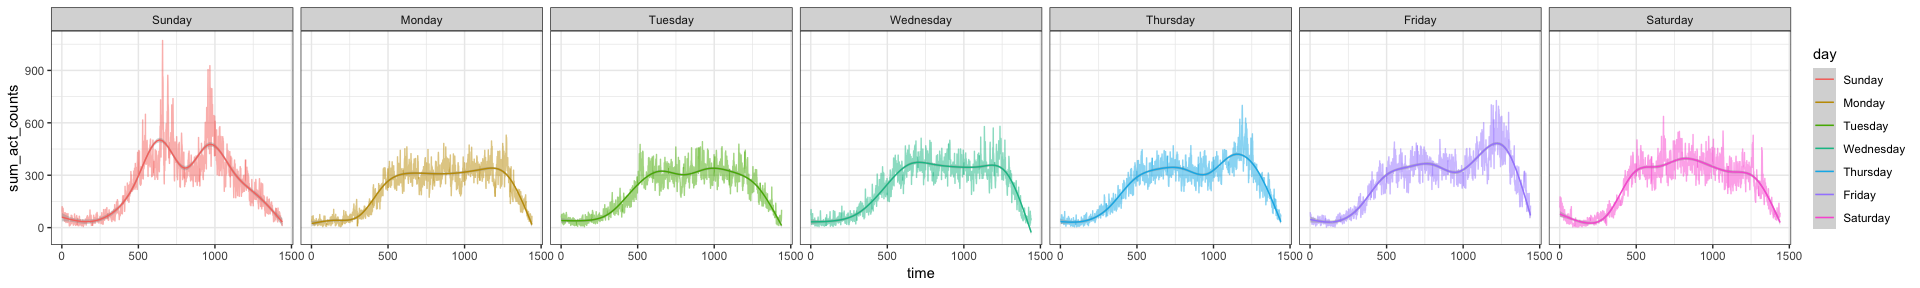 Sunday Monday Tuesday Wednesday Thursday Friday Saturday
sum_act_counts
900
600
300
0
0 500 1000 1500 0 500 1000 1500 0 500 1000 1500 0 500 1000 1500 0 500 1000 1500 0 500 1000 1500 0 500 1000 1500
time
day
Sunday
Monday
Tuesday
Wednesday
Thursday
Friday
Saturday